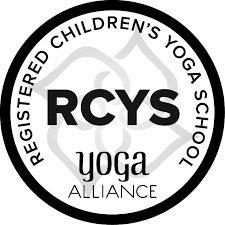 REGISTERED CHILDREN'S YOGA SCHOOL
RCYS
yoga
ALLIANCE